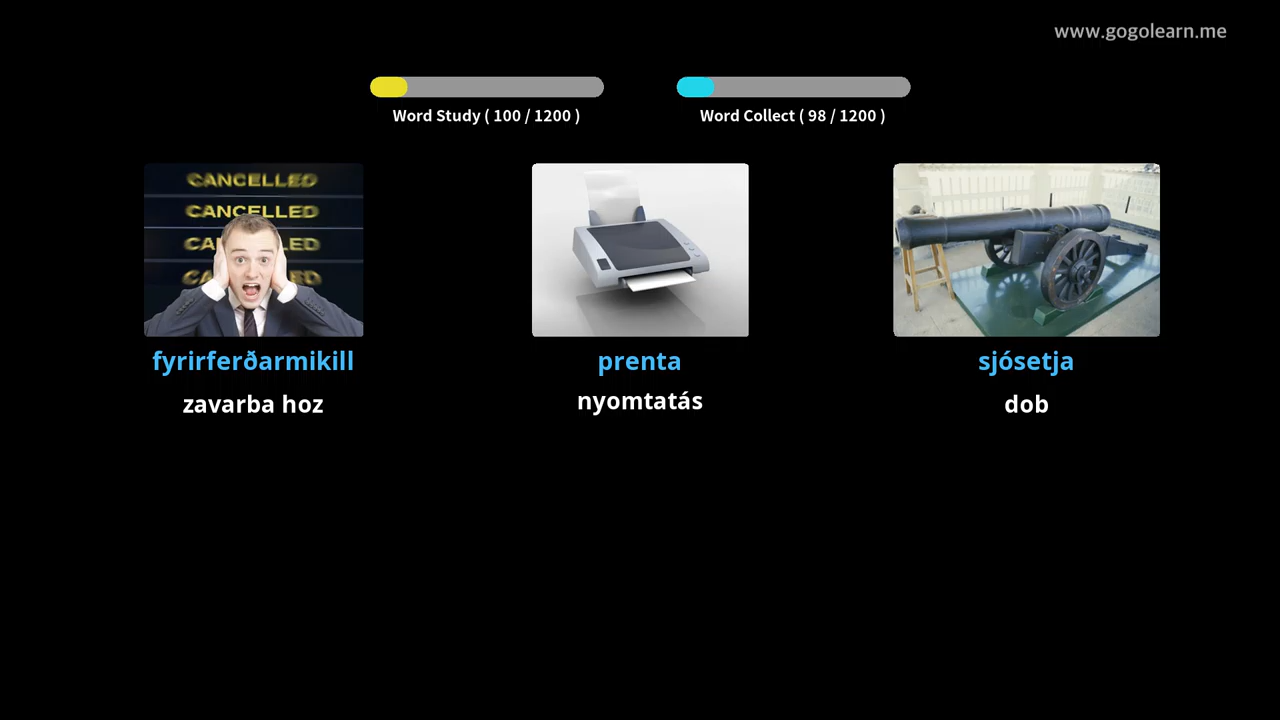 www.gogolearn.me
Word Study ( 100 / 1200 )
Word Collect ( 98 / 1200 )
CANCELLED
CANCELLED
fyrirferðarmikill
prenta
sjósetja
zavarba hoz
nyomtatás
dob